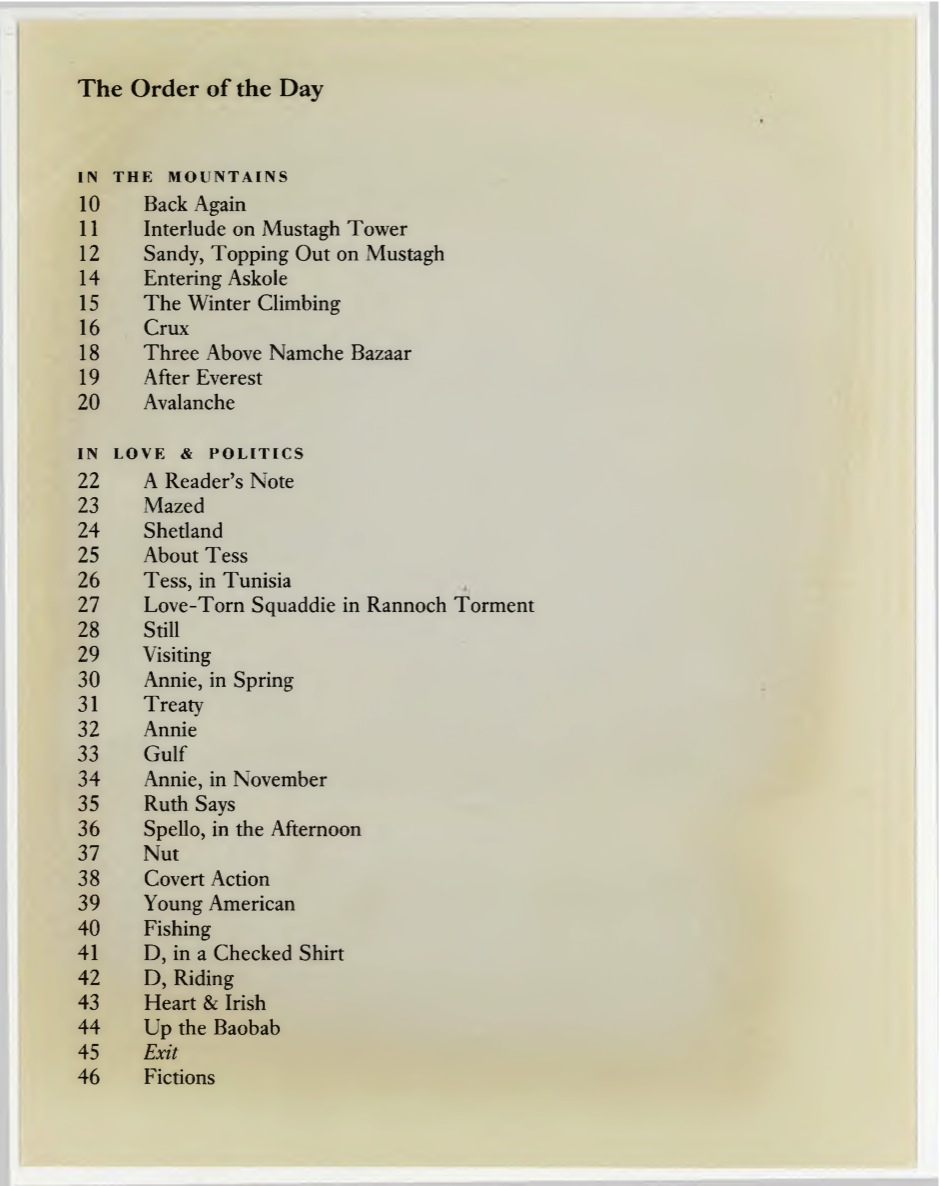 The Order of the Day
IN THE MOUNTAINS
10 Back Again
11 Interlude on Mustagh Tower
12 Sandy, Topping Out on Mustagh
14 Entering Askole
15 The Winter Climbing
16 Crux
18 Three Above Namche Bazaar
19 After Everest
20 Avalanche
IN LOVE & POLITICS
22 A Reader's Note
23 Mazed
24 Shetland
25 About Tess
26 Tess, in Tunisia
27 Love-Torn Squaddie in Rannoch Torment
28 Still
29 Visiting
30 Annie, in Spring
31 Treaty
32 Annie
33 Gulf
34 Annie, in November
35 Ruth Says
36 Spello, in the Afternoon
37 Nut
38 Covert Action
39 Young American
40 Fishing
41 D, in a Checked Shirt
42 D, Riding
43 Heart & Irish
44 Up the Baobab
45 Exit
46 Fictions